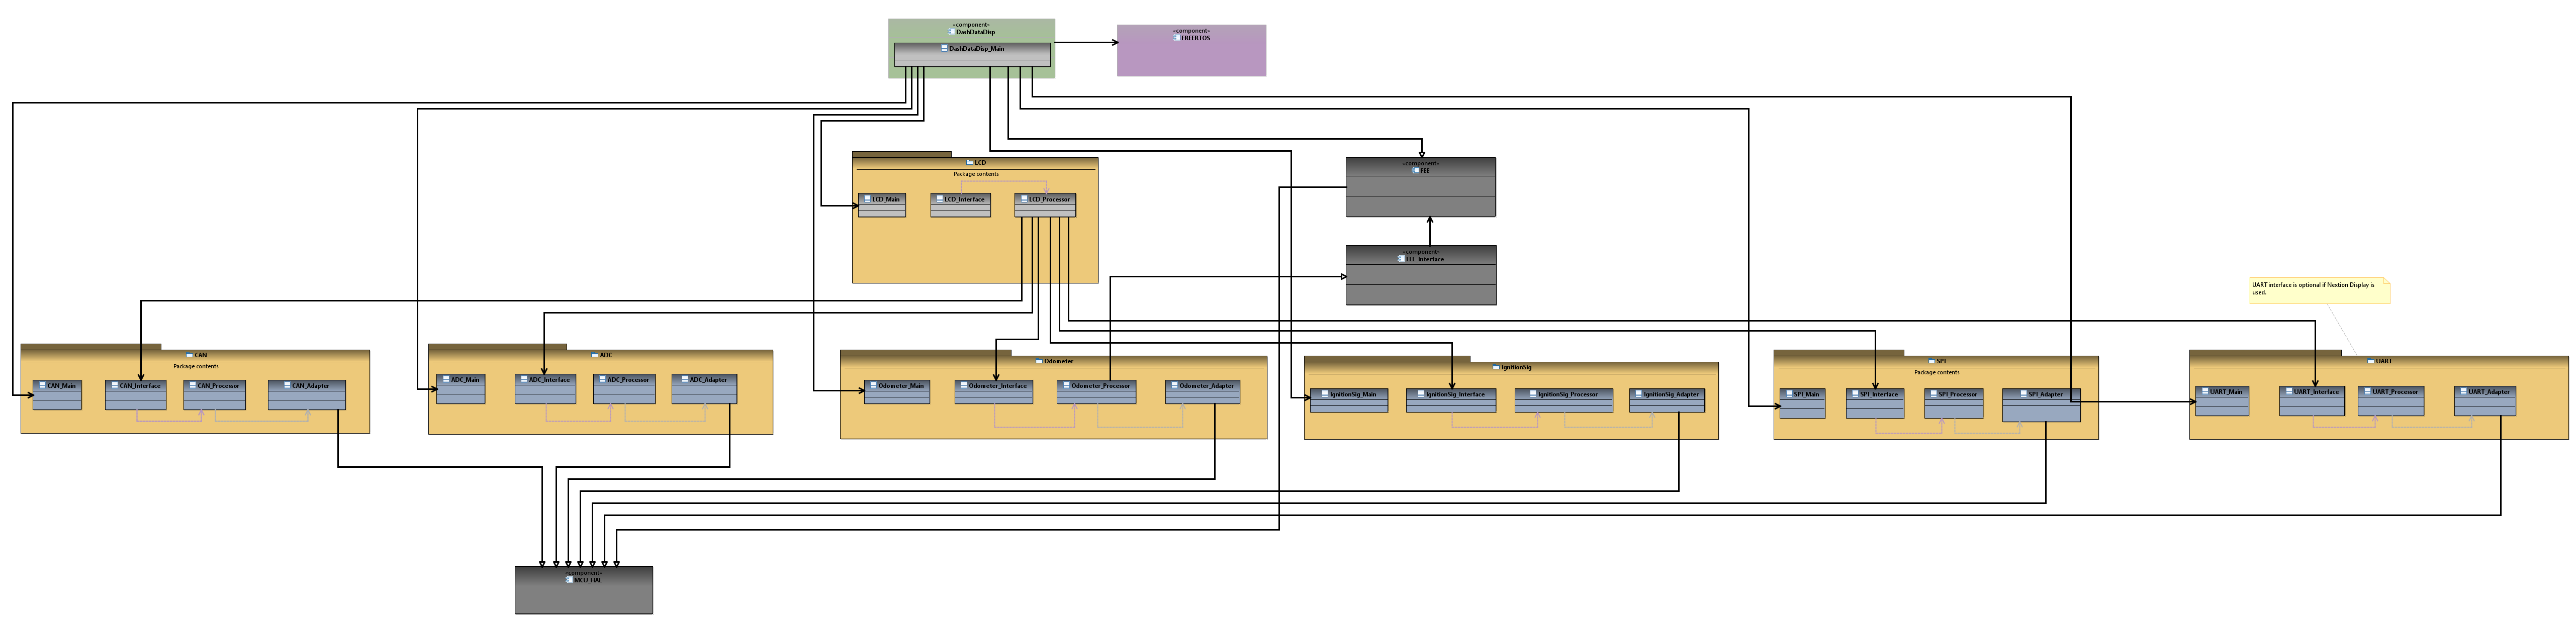 «component»
DashDataDisp
DashDataDisp_Main
«component»
FREERTOS
LCD
Package contents
LCD_Main
LCD_Interface
LCD_Processor
«component»
FEE
«component»
FEE_Interface
UART interface is optional if Nextion Display is
used.
CAN
Package contents
CAN_Main
CAN_Interface
CAN_Processor
CAN_Adapter
ADC
ADC_Main
ADC_Interface
ADC_Processor
ADC_Adapter
Odometer
Odometer_Main
Odometer_Interface
Odometer_Processor
Odometer_Adapter
IgnitionSig
IgnitionSig_Main
IgnitionSig_Interface
IgnitionSig_Processor
IgnitionSig_Adapter
SPI
Package contents
SPI_Main
SPI_Interface
SPI_Processor
SPI_Adapter
UART
UART_Main
UART_Interface
UART_Processor
UART_Adapter
«component»
MCU_HAL